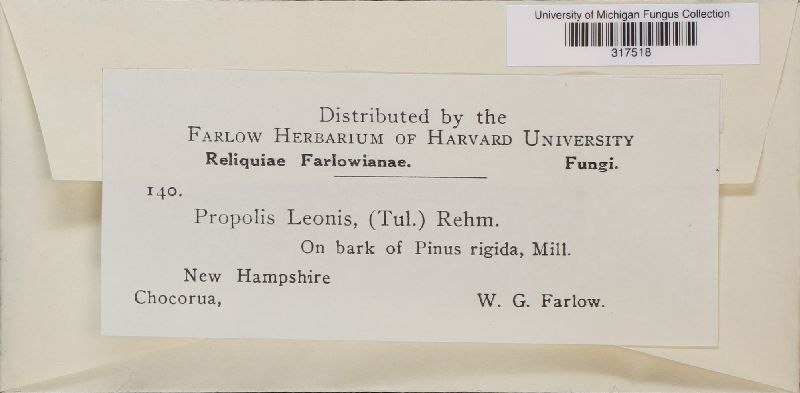 University of Michigan Fungus Collection
317518
Distributed by the
FARLOW HERBARIUM OF HARVARD UNIVERSITY
Reliquiae Farlowianae. Fungi.
140.
Propolis Leonis, (Tul.) Rehm.
On bark of Pinus rigida, Mill.
New Hampshire
Chocorua, W. G. Farlow.